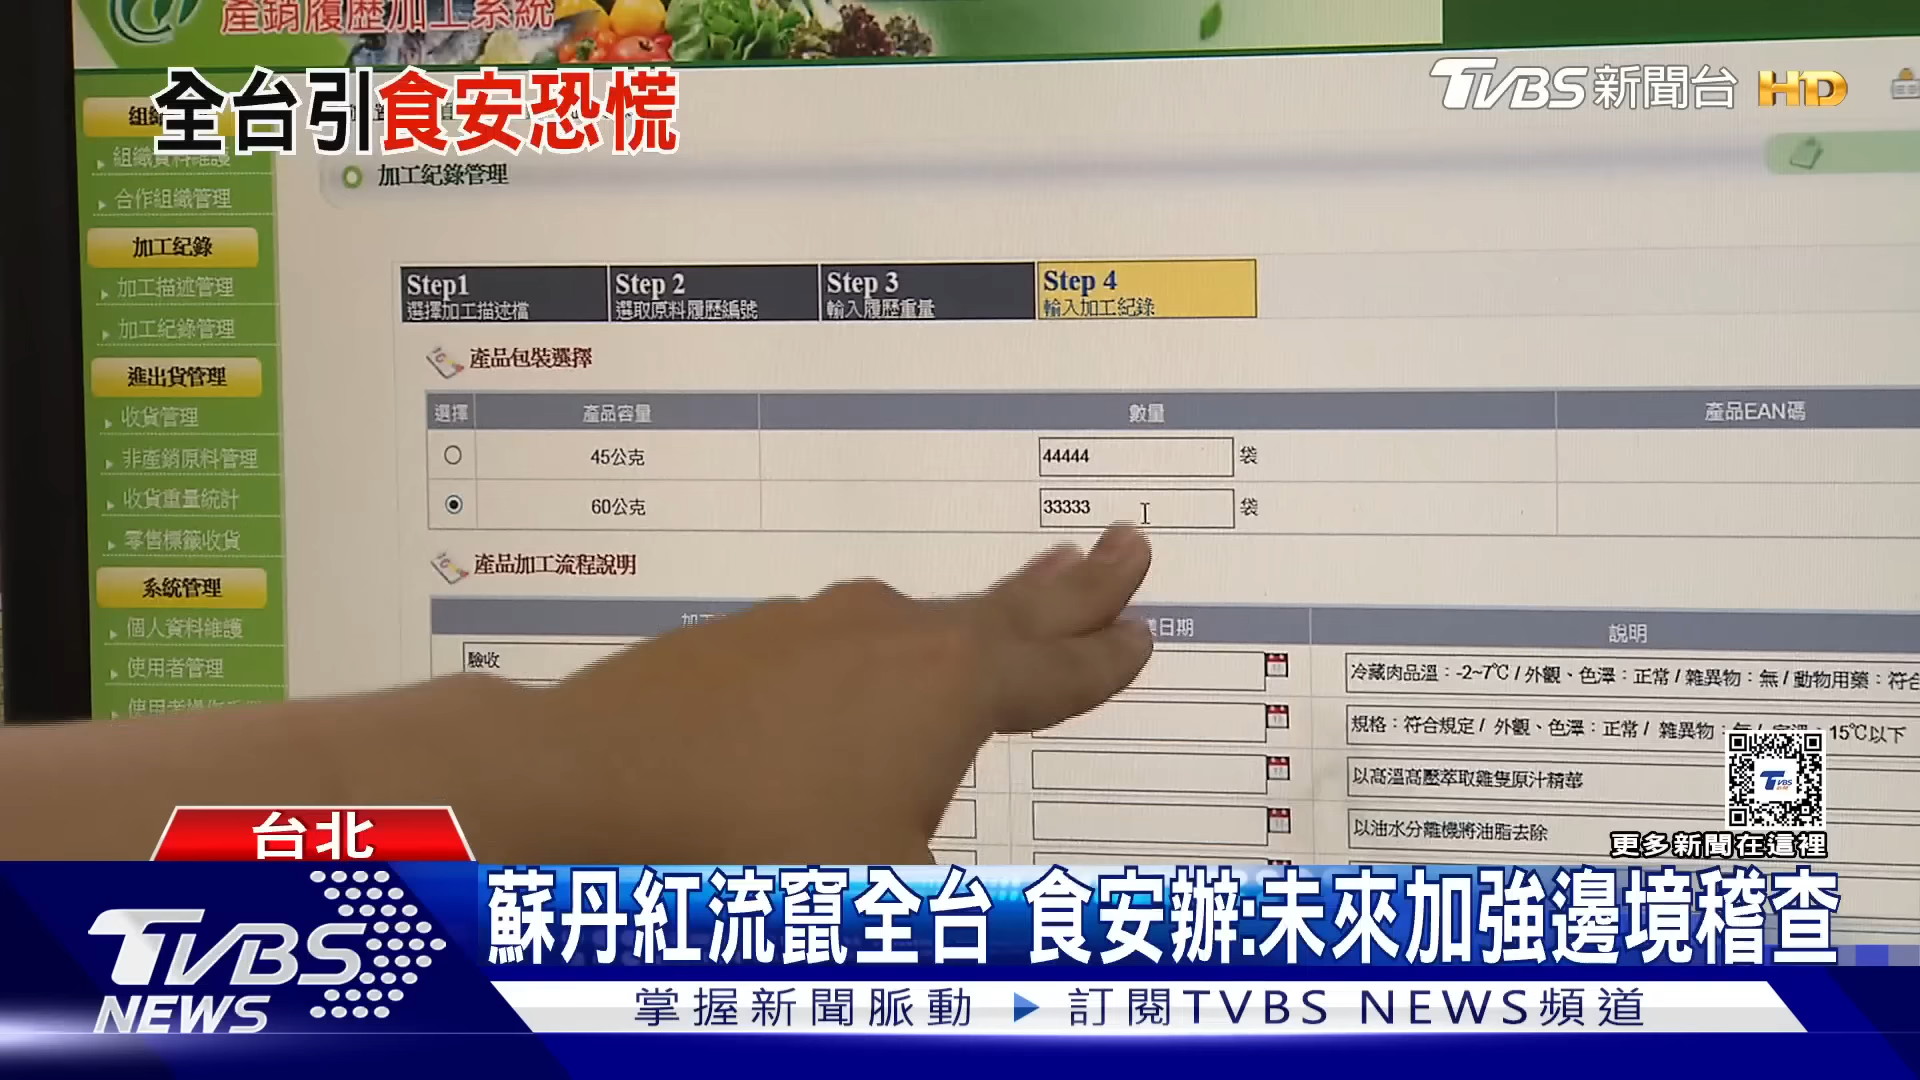 產銷履歷加工系統
全台引食安恐慌
TVBS新聞台 HD
組織資料維護
合作組織管理
加工紀錄
加工描述管理
加工紀錄管理
進出貨管理
收貨管理
非產銷原料管理
收貨重量統計
零售標籤收貨
系統管理
個人資料維護
使用者管理
加工紀錄管理
Step1 選擇加工描述檔
Step 2 選取原料履歷編號
Step 3 輸入履歷重量
Step 4 輸入加工紀錄
產品包裝選擇
選擇 產品容量 數量 產品EAN碼
45公克 44444 袋
60公克 33333 袋
產品加工流程說明
日期 說明
驗收 冷藏肉品溫：-2~7℃ / 外觀、色澤：正常 / 雜異物：無 / 動物用藥：符合
規格：符合規定 / 外觀、色澤：正常 / 雜異物 15℃以下
以高溫高壓萃取雞隻原汁精華
以油水分離機將油脂去除
TVBS
更多新聞在這裡
台北
蘇丹紅流竄全台 食安辦:未來加強邊境稽查
TVBS NEWS
掌握新聞脈動 ▶ 訂閱TVBS NEWS頻道